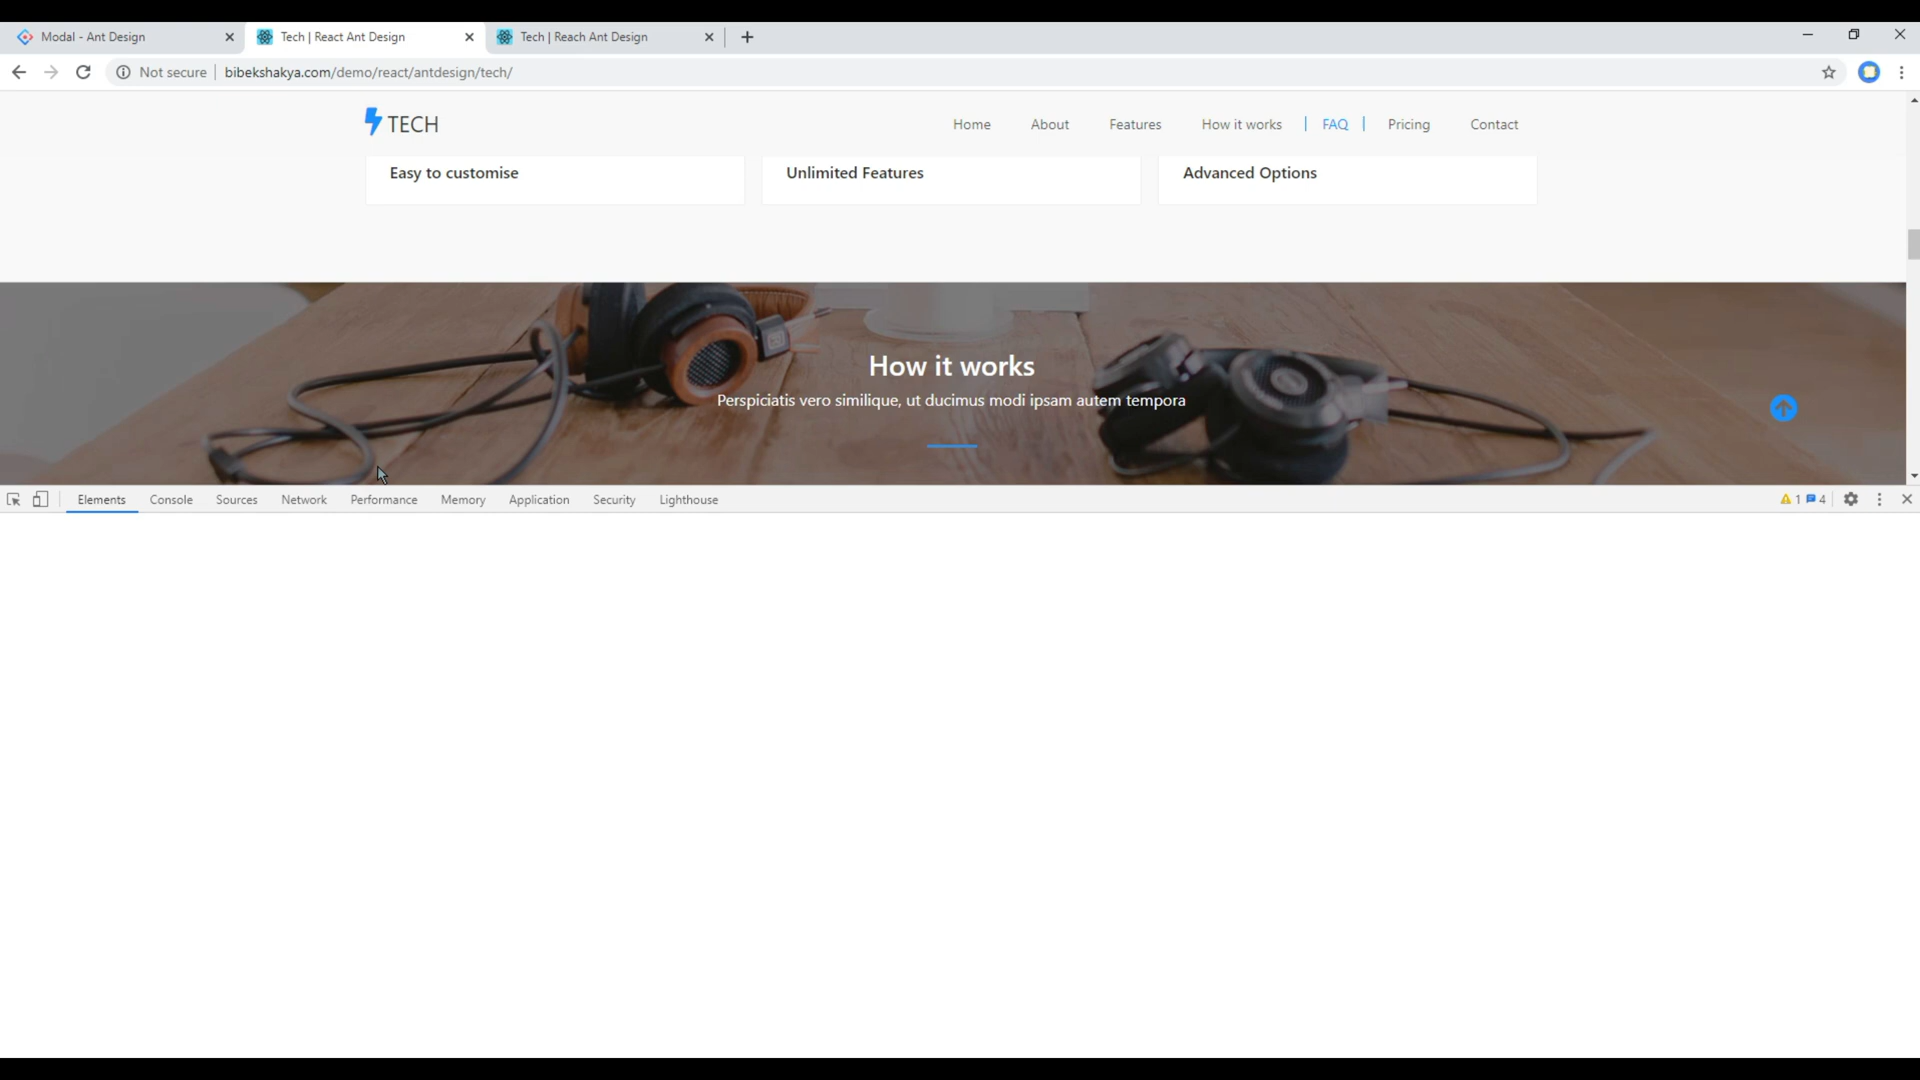 Modal - Ant Design
Tech | React Ant Design
Tech | Reach Ant Design
Not secure
bibekshakya.com/demo/react/antdesign/tech/
TECH
Home
About
Features
How it works
FAQ
Pricing
Contact
Easy to customise
Unlimited Features
Advanced Options
How it works
Perspiciatis vero similique, ut ducimus modi ipsam autem tempora
Elements
Console
Sources
Network
Performance
Memory
Application
Security
Lighthouse
1
4